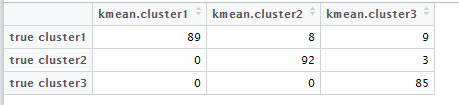 kmean.cluster1 kmean.cluster2 kmean.cluster3
true cluster1 89 8 9
true cluster2 0 92 3
true cluster3 0 0 85